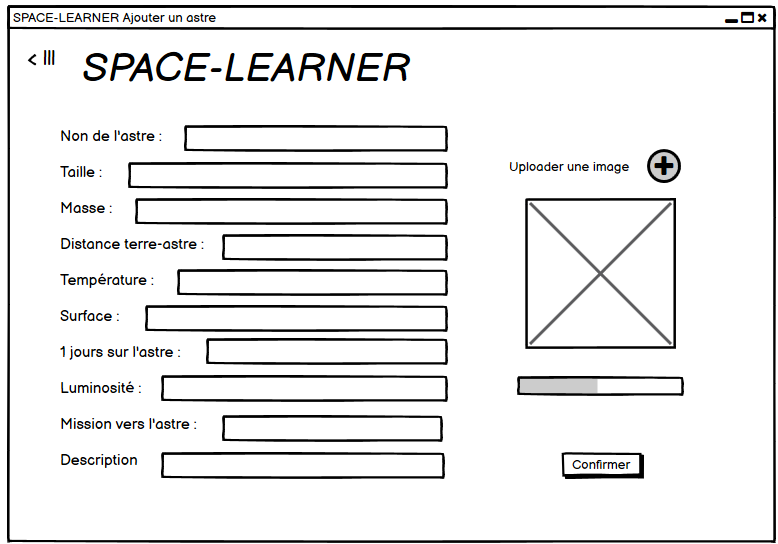 SPACE-LEARNER Ajouter un astre
SPACE-LEARNER
Non de l'astre :
Taille :
Masse :
Distance terre-astre :
Température :
Surface :
1 jours sur l'astre :
Luminosité :
Mission vers l'astre :
Description
Uploader une image
Confirmer